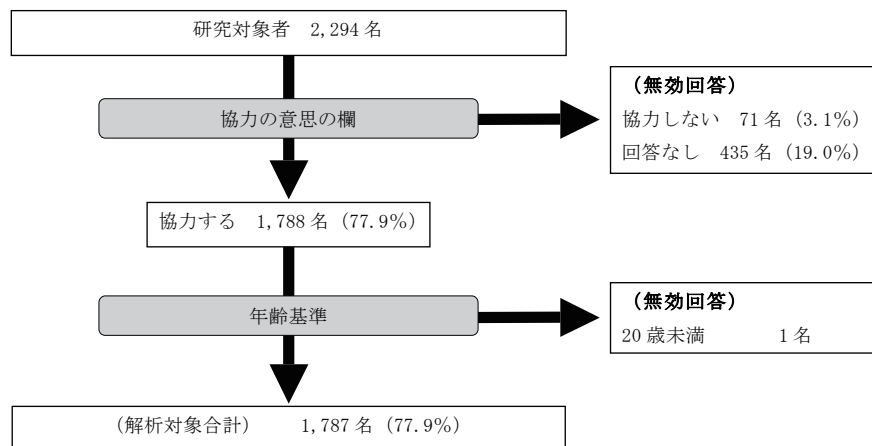 研究対象者 2,294名
協力の意思の欄
（無効回答）
協力しない 71名（3.1%）
回答なし 435名（19.0%）
協力する 1,788名（77.9%）
年齢基準
（無効回答）
20歳未満 1名
（解析対象合計） 1,787名（77.9%）